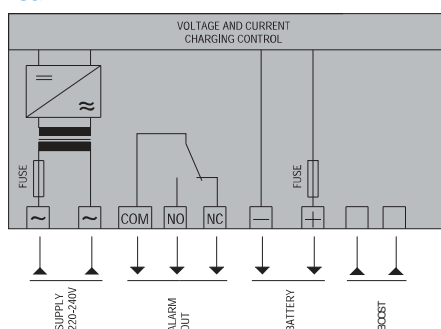 VOLTAGE AND CURRENT
CHARGING CONTROL
FUSE
FUSE
COM
NO
NC
SUPPLY
220-240V
ALARM
OUT
BATTERY
BOOST